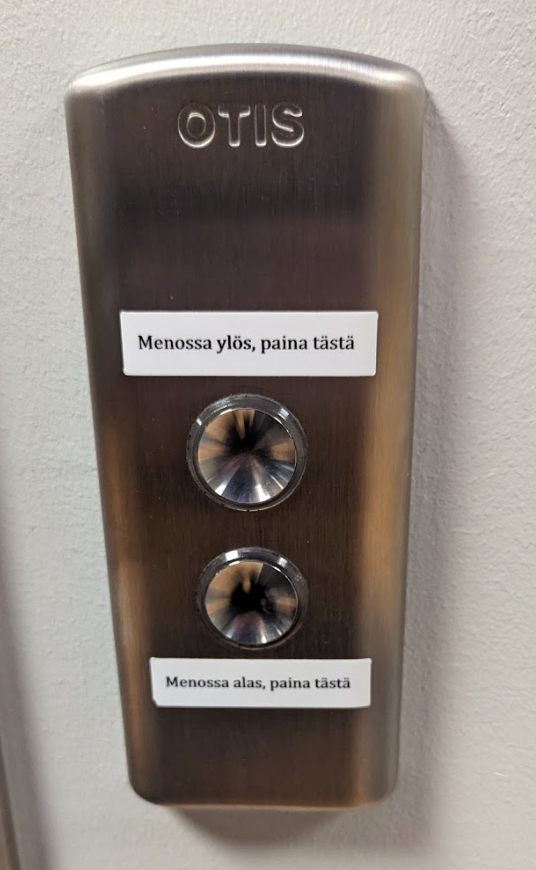 OTIS
Menossa ylös, paina tästä
Menossa alas, paina tästä